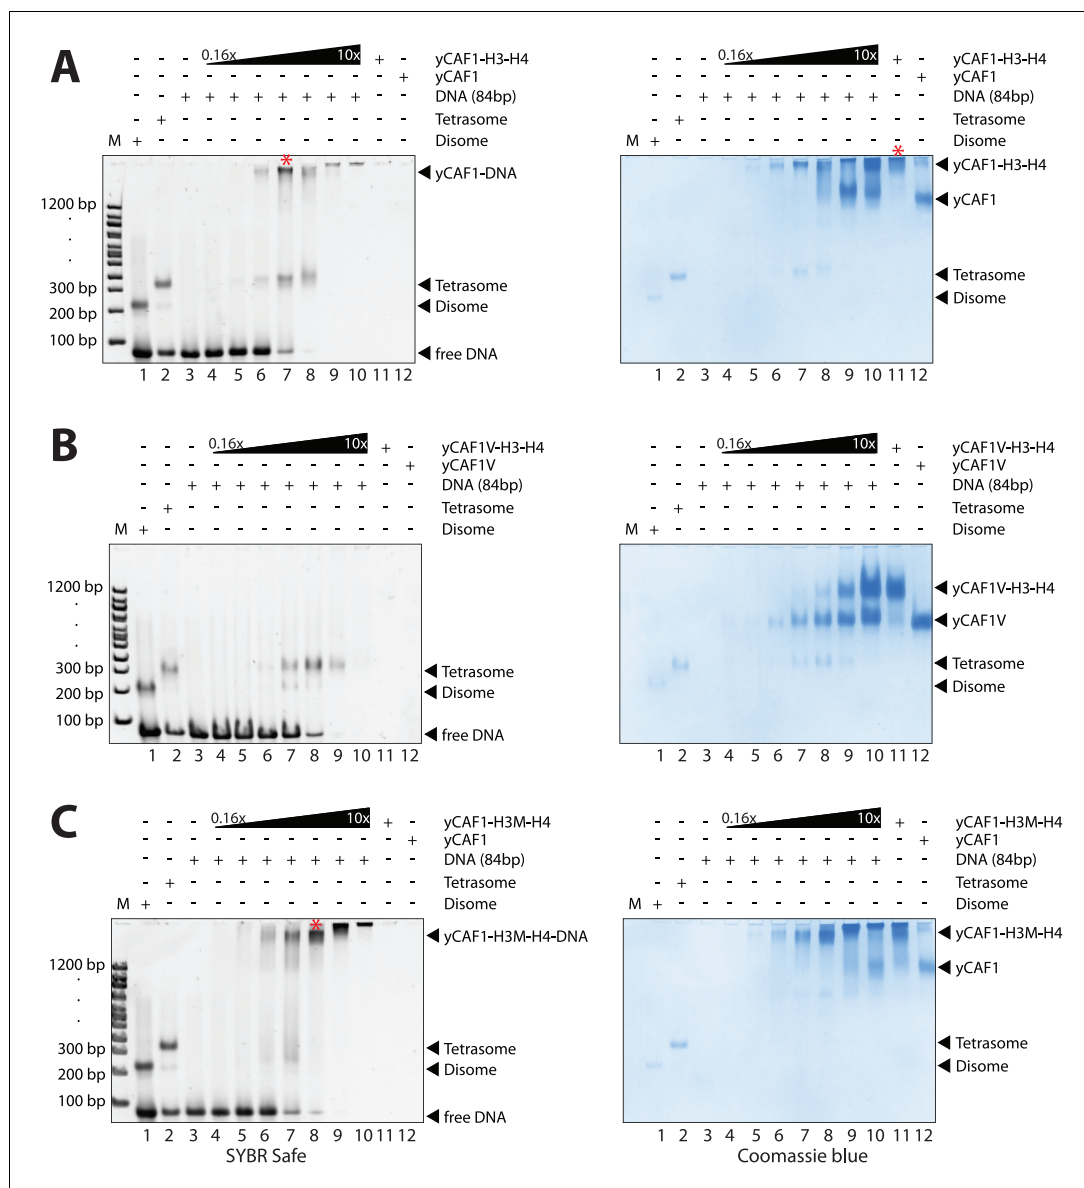 A
0.16x 10x
- - - - + - yCAF1-H3-H4
- - - - - - - - - - - + yCAF1
- - + + + + + + + + - - DNA (84bp)
- + - - - - - - - - - - Tetrasome
M + - - - - - - - - - - - Disome
*
yCAF1-DNA
1200 bp
.
.
300 bp
200 bp
100 bp
Tetrasome
Disome
free DNA
1 2 3 4 5 6 7 8 9 10 11 12
0.16x 10x
- - - - + - yCAF1-H3-H4
- - - - - - - - - - - + yCAF1
- - + + + + + + + + - - DNA (84bp)
- + - - - - - - - - - - Tetrasome
M + - - - - - - - - - - - Disome
*
yCAF1-H3-H4
yCAF1
Tetrasome
Disome
1 2 3 4 5 6 7 8 9 10 11 12
B
0.16x 10x
- - - - + - yCAF1V-H3-H4
- - - - - - - - - - - + yCAF1V
- - + + + + + + + + - - DNA (84bp)
- + - - - - - - - - - - Tetrasome
M + - - - - - - - - - - - Disome
1200 bp
.
.
300 bp
200 bp
100 bp
Tetrasome
Disome
free DNA
1 2 3 4 5 6 7 8 9 10 11 12
0.16x 10x
- - - - + - yCAF1V-H3-H4
- - - - - - - - - - - + yCAF1V
- - + + + + + + + + - - DNA (84bp)
- + - - - - - - - - - - Tetrasome
M + - - - - - - - - - - - Disome
yCAF1V-H3-H4
yCAF1V
Tetrasome
Disome
1 2 3 4 5 6 7 8 9 10 11 12
C
0.16x 10x
- - - - + - yCAF1-H3M-H4
- - - - - - - - - - - + yCAF1
- - + + + + + + + + - - DNA (84bp)
- + - - - - - - - - - - Tetrasome
M + - - - - - - - - - - - Disome
*
yCAF1-H3M-H4-DNA
1200 bp
.
.
300 bp
200 bp
100 bp
Tetrasome
Disome
free DNA
1 2 3 4 5 6 7 8 9 10 11 12
SYBR Safe
0.16x 10x
- - - - + - yCAF1-H3M-H4
- - - - - - - - - - - + yCAF1
- - + + + + + + + + - - DNA (84bp)
- + - - - - - - - - - - Tetrasome
M + - - - - - - - - - - - Disome
yCAF1-H3M-H4
yCAF1
Tetrasome
Disome
1 2 3 4 5 6 7 8 9 10 11 12
Coomassie blue